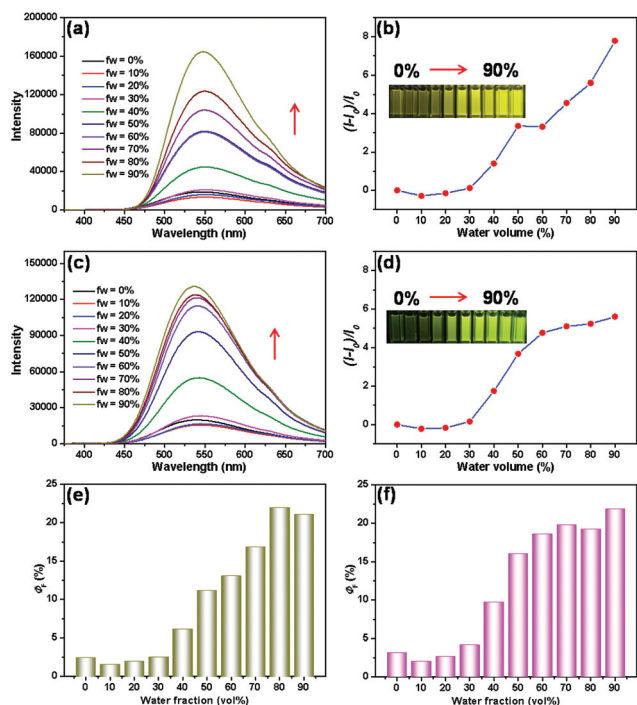 (a)
200000
160000
120000
80000
40000
0
Intensity
fw = 0%
fw = 10%
fw = 20%
fw = 30%
fw = 40%
fw = 50%
fw = 60%
fw = 70%
fw = 80%
fw = 90%
400 450 500 550 600 650 700
Wavelength (nm)
(b)
8
6
4
2
0
-2
(I-I0)/I0
0% 90%
0 10 20 30 40 50 60 70 80 90
Water volume (%)
(c)
150000
120000
90000
60000
30000
0
Intensity
fw = 0%
fw = 10%
fw = 20%
fw = 30%
fw = 40%
fw = 50%
fw = 60%
fw = 70%
fw = 80%
fw = 90%
400 450 500 550 600 650 700
Wavelength (nm)
(d)
8
6
4
2
0
(I-I0)/I0
0% 90%
0 10 20 30 40 50 60 70 80 90
Water volume (%)
(e)
25
20
15
10
5
0
ΦF (%)
0 10 20 30 40 50 60 70 80 90
Water fraction (vol%)
(f)
25
20
15
10
5
0
ΦF (%)
0 10 20 30 40 50 60 70 80 90
Water fraction (vol%)